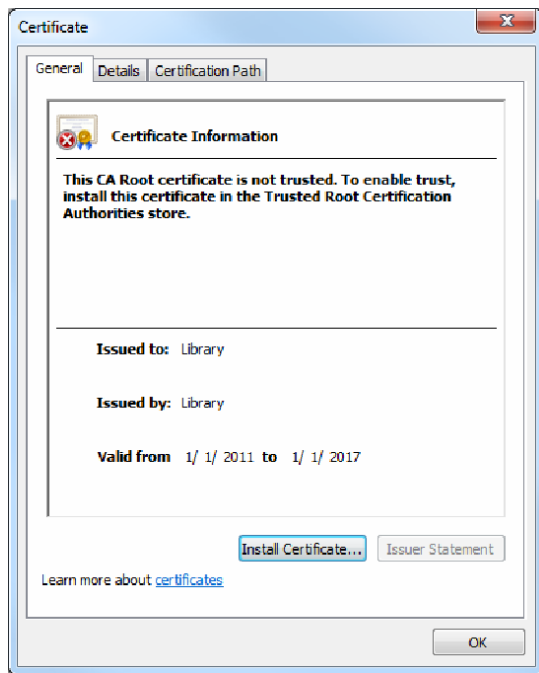 Certificate
General Details Certification Path
Certificate Information
This CA Root certificate is not trusted. To enable trust,
install this certificate in the Trusted Root Certification
Authorities store.
Issued to: Library
Issued by: Library
Valid from 1/ 1/ 2011 to 1/ 1/ 2017
Install Certificate... Issuer Statement
Learn more about certificates
OK